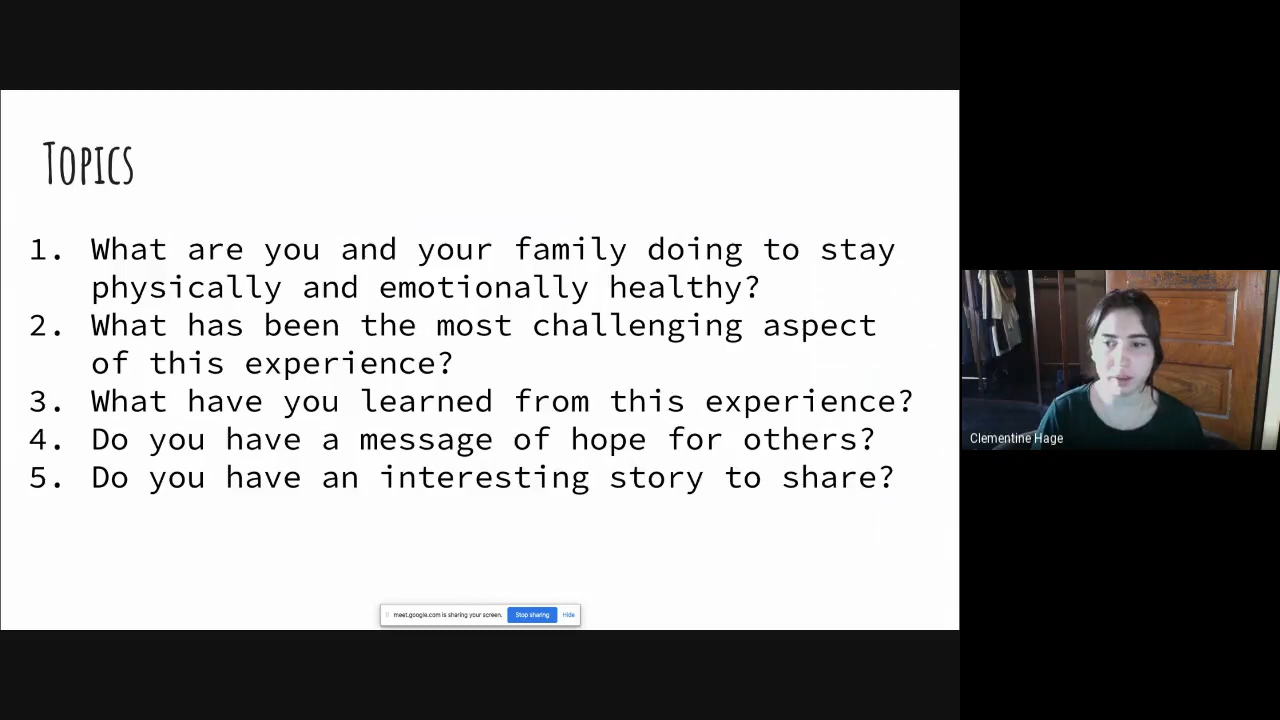 Topics
1. What are you and your family doing to stay
physically and emotionally healthy?
2. What has been the most challenging aspect
of this experience?
3. What have you learned from this experience?
4. Do you have a message of hope for others?
5. Do you have an interesting story to share?
meet.google.com is sharing your screen. Stop sharing Hide
Clementine Hage